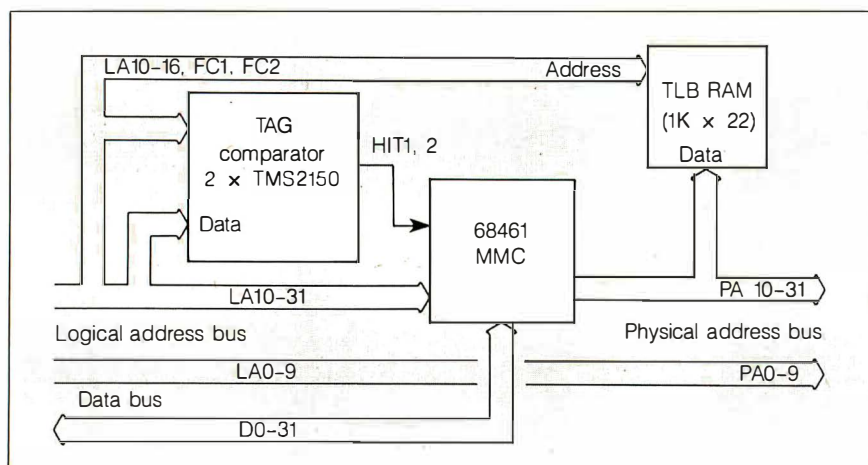 LA10-16, FC1, FC2
Address
TLB RAM
(1K x 22)
Data
TAG
comparator
2 x TMS2150
Data
HIT1, 2
68461
MMC
LA10-31
PA 10-31
Logical address bus
Physical address bus
LA0-9
PA0-9
Data bus
D0-31